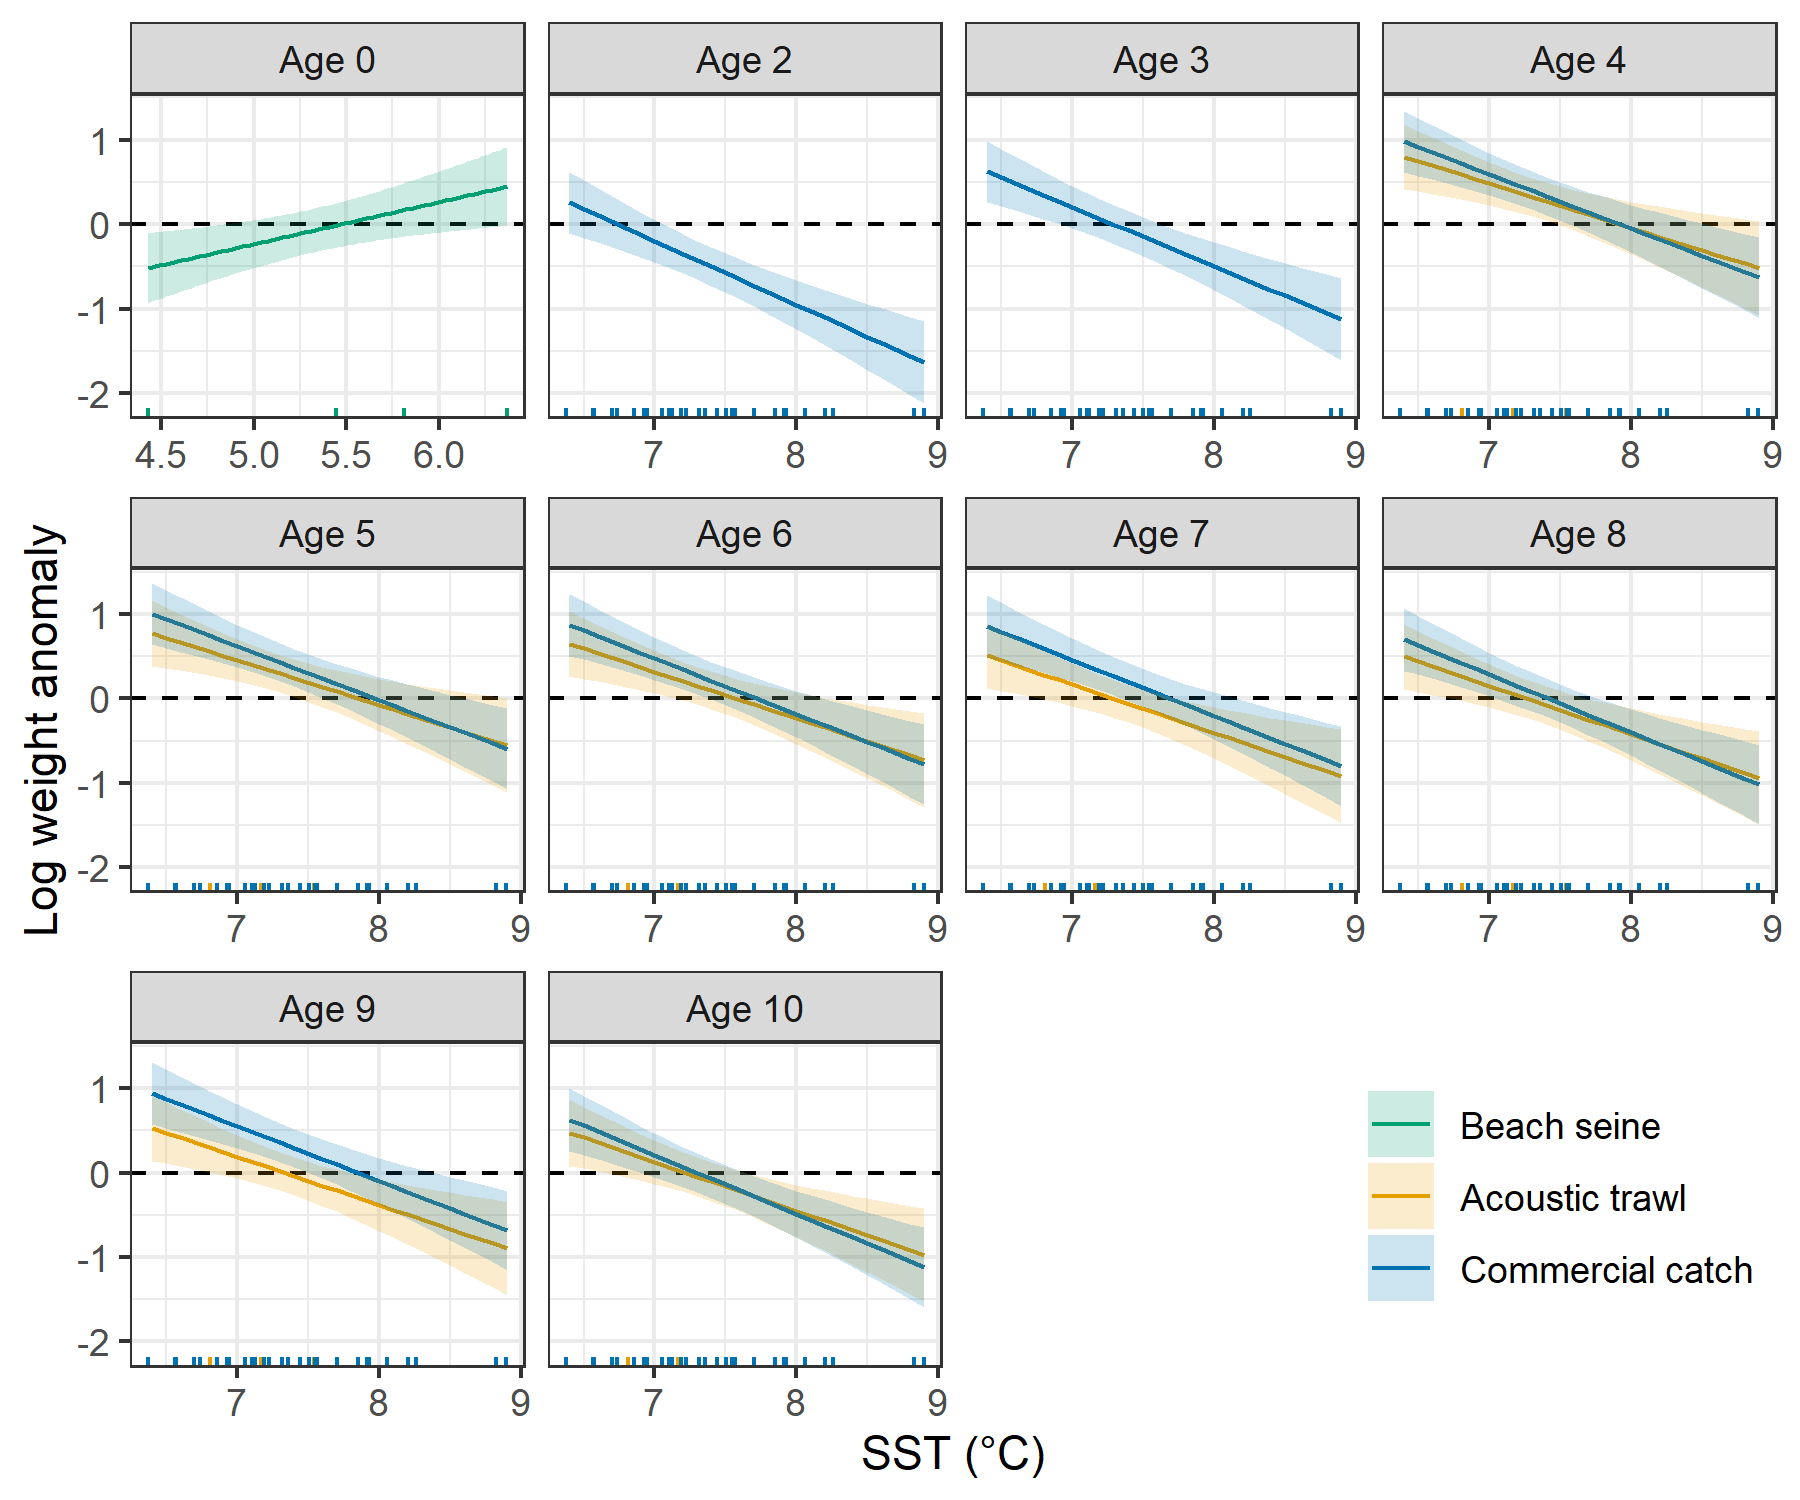 Age 0 Age 2 Age 3 Age 4
1
0
-1
-2
4.5 5.0 5.5 6.0 7 8 9 7 8 9 7 8 9
Age 5 Age 6 Age 7 Age 8
1
0
-1
-2
7 8 9 7 8 9 7 8 9 7 8 9
Age 9 Age 10
1
0
-1
-2
7 8 9 7 8 9
Log weight anomaly
SST (°C)
Beach seine
Acoustic trawl
Commercial catch